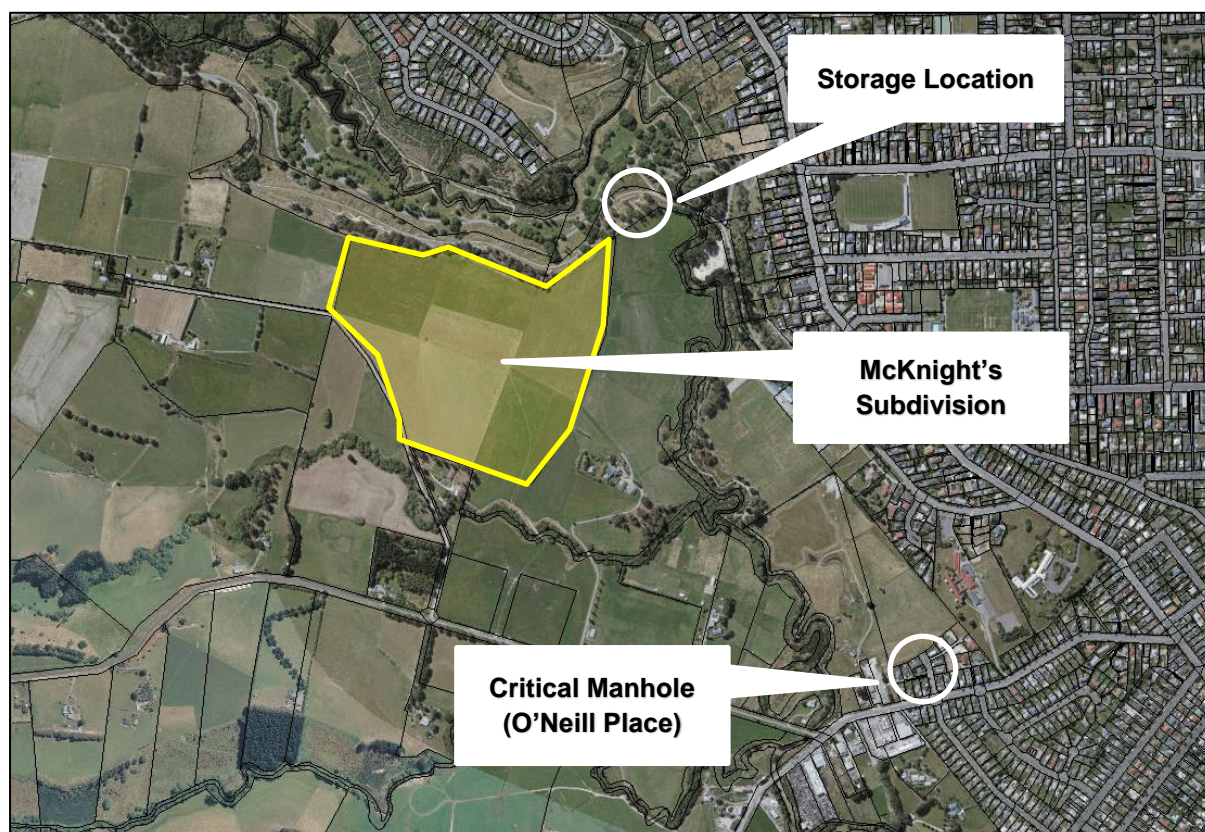 Storage Location
McKnight’s
Subdivision
Critical Manhole
(O’Neill Place)